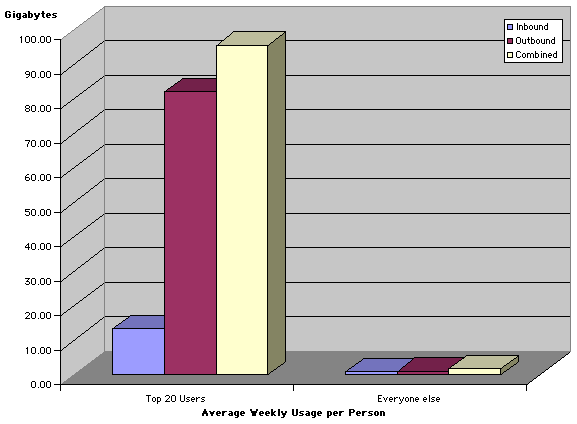 Gigabytes
Inbound
Outbound
Combined
100.00
90.00
80.00
70.00
60.00
50.00
40.00
30.00
20.00
10.00
0.00
Top 20 Users
Everyone else
Average Weekly Usage per Person